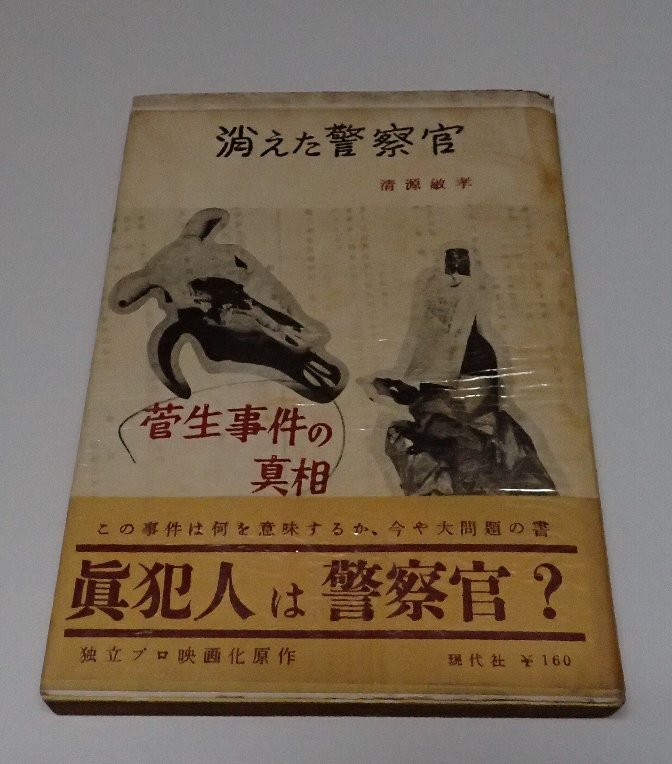 消えた警察官
清源敏孝
菅生事件の
真相
この事件は何を意味するか、今や大問題の書
眞犯人は警察官?
独立プロ映画化原作
現代社 ¥160